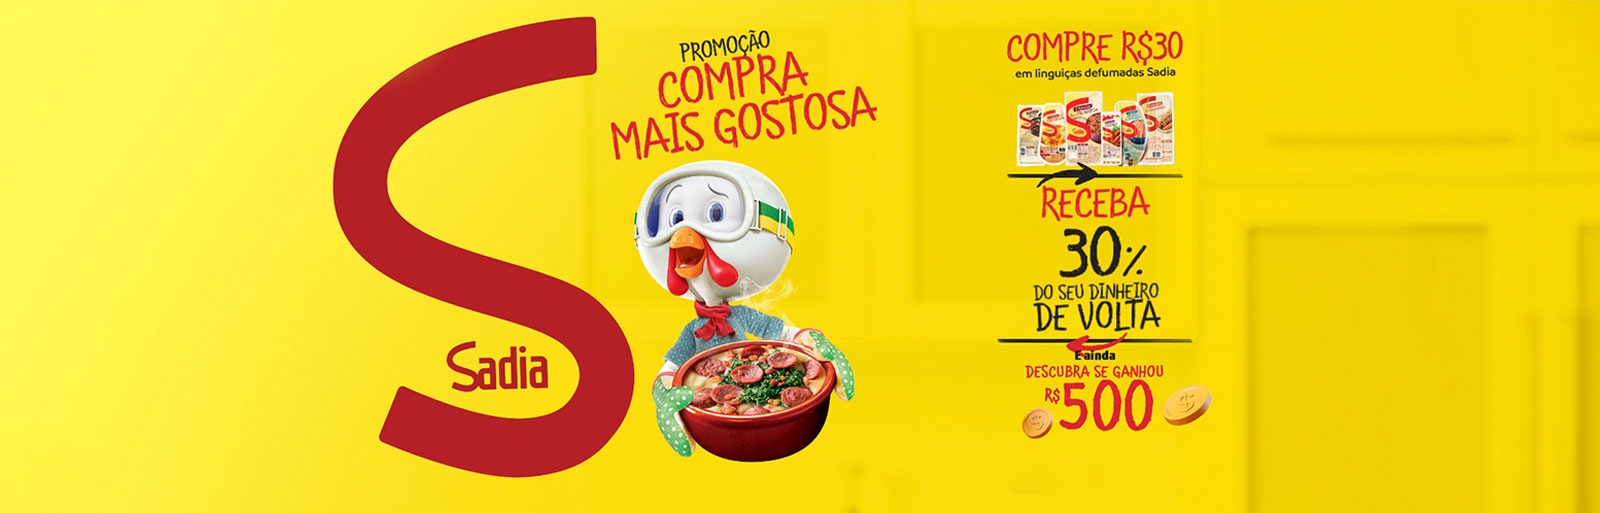 Sadia
PROMOÇÃO
COMPRA
MAIS GOSTOSA
COMPRE R$30
em linguiças defumadas Sadia
Sadia
RECEBA
30%
DO SEU DINHEIRO
DE VOLTA
E ainda
DESCUBRA SE GANHOU
R$ 500